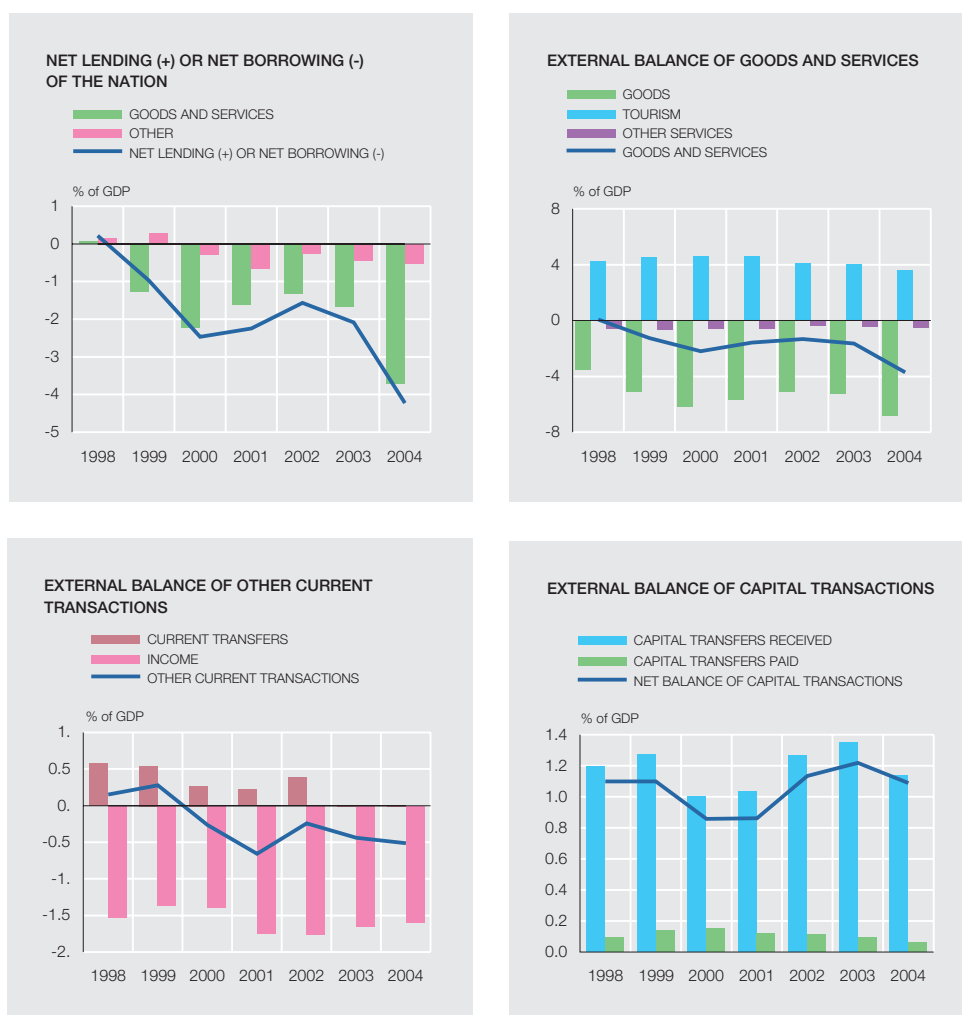 NET LENDING (+) OR NET BORROWING (-)
OF THE NATION
GOODS AND SERVICES
OTHER
NET LENDING (+) OR NET BORROWING (-)
% of GDP
1
0
-1
-2
-3
-4
-5
1998 1999 2000 2001 2002 2003 2004
EXTERNAL BALANCE OF GOODS AND SERVICES
GOODS
TOURISM
OTHER SERVICES
GOODS AND SERVICES
% of GDP
8
4
0
-4
-8
1998 1999 2000 2001 2002 2003 2004
EXTERNAL BALANCE OF OTHER CURRENT
TRANSACTIONS
CURRENT TRANSFERS
INCOME
OTHER CURRENT TRANSACTIONS
% of GDP
1.
0.5
0.
-0.5
-1.
-1.5
-2.
1998 1999 2000 2001 2002 2003 2004
EXTERNAL BALANCE OF CAPITAL TRANSACTIONS
CAPITAL TRANSFERS RECEIVED
CAPITAL TRANSFERS PAID
NET BALANCE OF CAPITAL TRANSACTIONS
% of GDP
1.4
1.2
1.0
0.8
0.6
0.4
0.2
0.0
1998 1999 2000 2001 2002 2003 2004